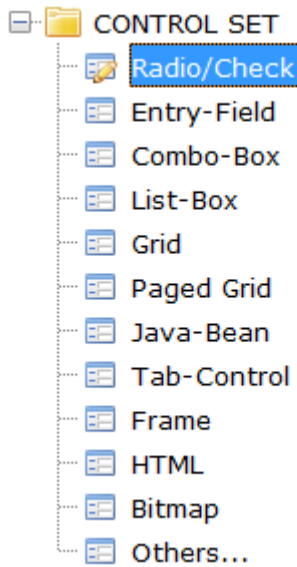 CONTROL SET
Radio/Check
Entry-Field
Combo-Box
List-Box
Grid
Paged Grid
Java-Bean
Tab-Control
Frame
HTML
Bitmap
Others...